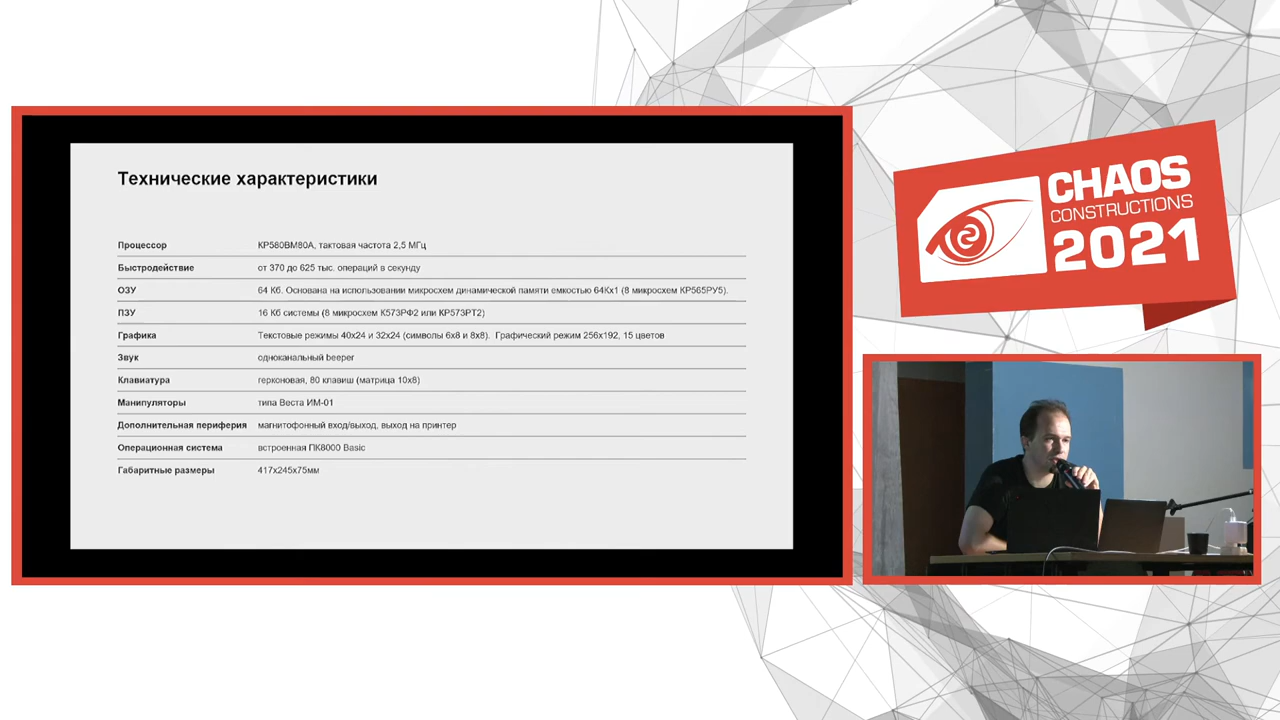 Технические характеристики
Процессор КР580ВМ80А, тактовая частота 2,5 МГц
Быстродействие от 370 до 625 тыс. операций в секунду
ОЗУ 64 Кб. Основана на использовании микросхем динамической памяти емкостью 64Кх1 (8 микросхем КР565РУ5).
ПЗУ 16 Кб системы (8 микросхем К573РФ2 или КР573РТ2)
Графика Текстовые режимы 40х24 и 32х24 (символы 6х8 и 8х8). Графический режим 256х192, 15 цветов
Звук одноканальный beeper
Клавиатура герконовая, 80 клавиш (матрица 10х8)
Манипуляторы типа Веста ИМ-01
Дополнительная периферия магнитофонный вход/выход, выход на принтер
Операционная система встроенная ПК8000 Basic
Габаритные размеры 417х245х75мм
CHAOS
CONSTRUCTIONS
2021